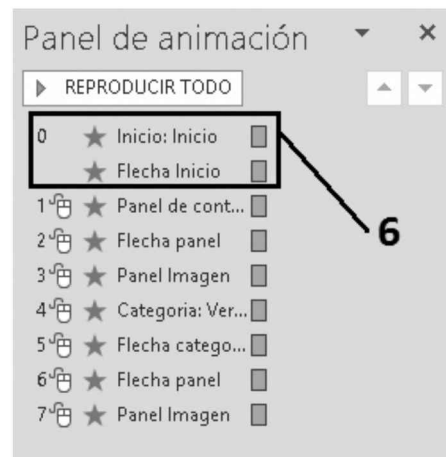 Panel de animación
REPRODUCIR TODO
0 Inicio: Inicio
Flecha Inicio
1 Panel de cont...
2 Flecha panel
3 Panel Imagen
4 Categoria: Ver...
5 Flecha catego...
6 Flecha panel
7 Panel Imagen
6